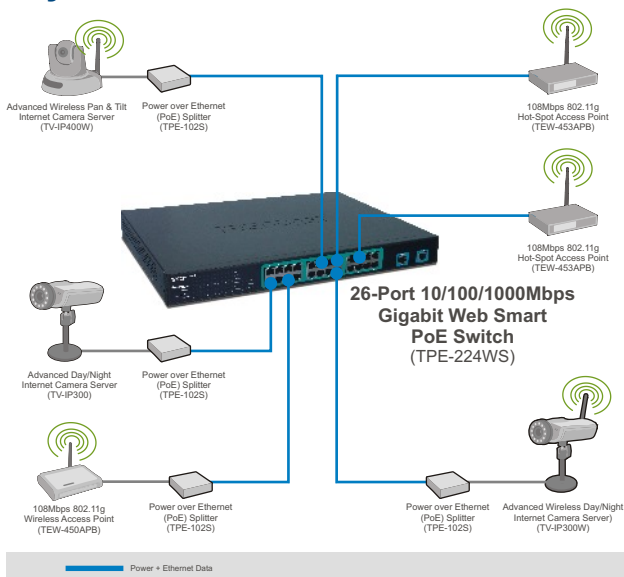 Advanced Wireless Pan & Tilt
Internet Camera Server
(TV-IP400W)
Power over Ethernet
(PoE) Splitter
(TPE-102S)
108Mbps 802.11g
Hot-Spot Access Point
(TEW-453APB)
108Mbps 802.11g
Hot-Spot Access Point
(TEW-453APB)
26-Port 10/100/1000Mbps
Gigabit Web Smart
PoE Switch
(TPE-224WS)
Advanced Day/Night
Internet Camera Server
(TV-IP300)
Power over Ethernet
(PoE) Splitter
(TPE-102S)
108Mbps 802.11g
Wireless Access Point
(TEW-450APB)
Power over Ethernet
(PoE) Splitter
(TPE-102S)
Power over Ethernet
(PoE) Splitter
(TPE-102S)
Advanced Wireless Day/Night
Internet Camera Server)
(TV-IP300W)
Power + Ethernet Data